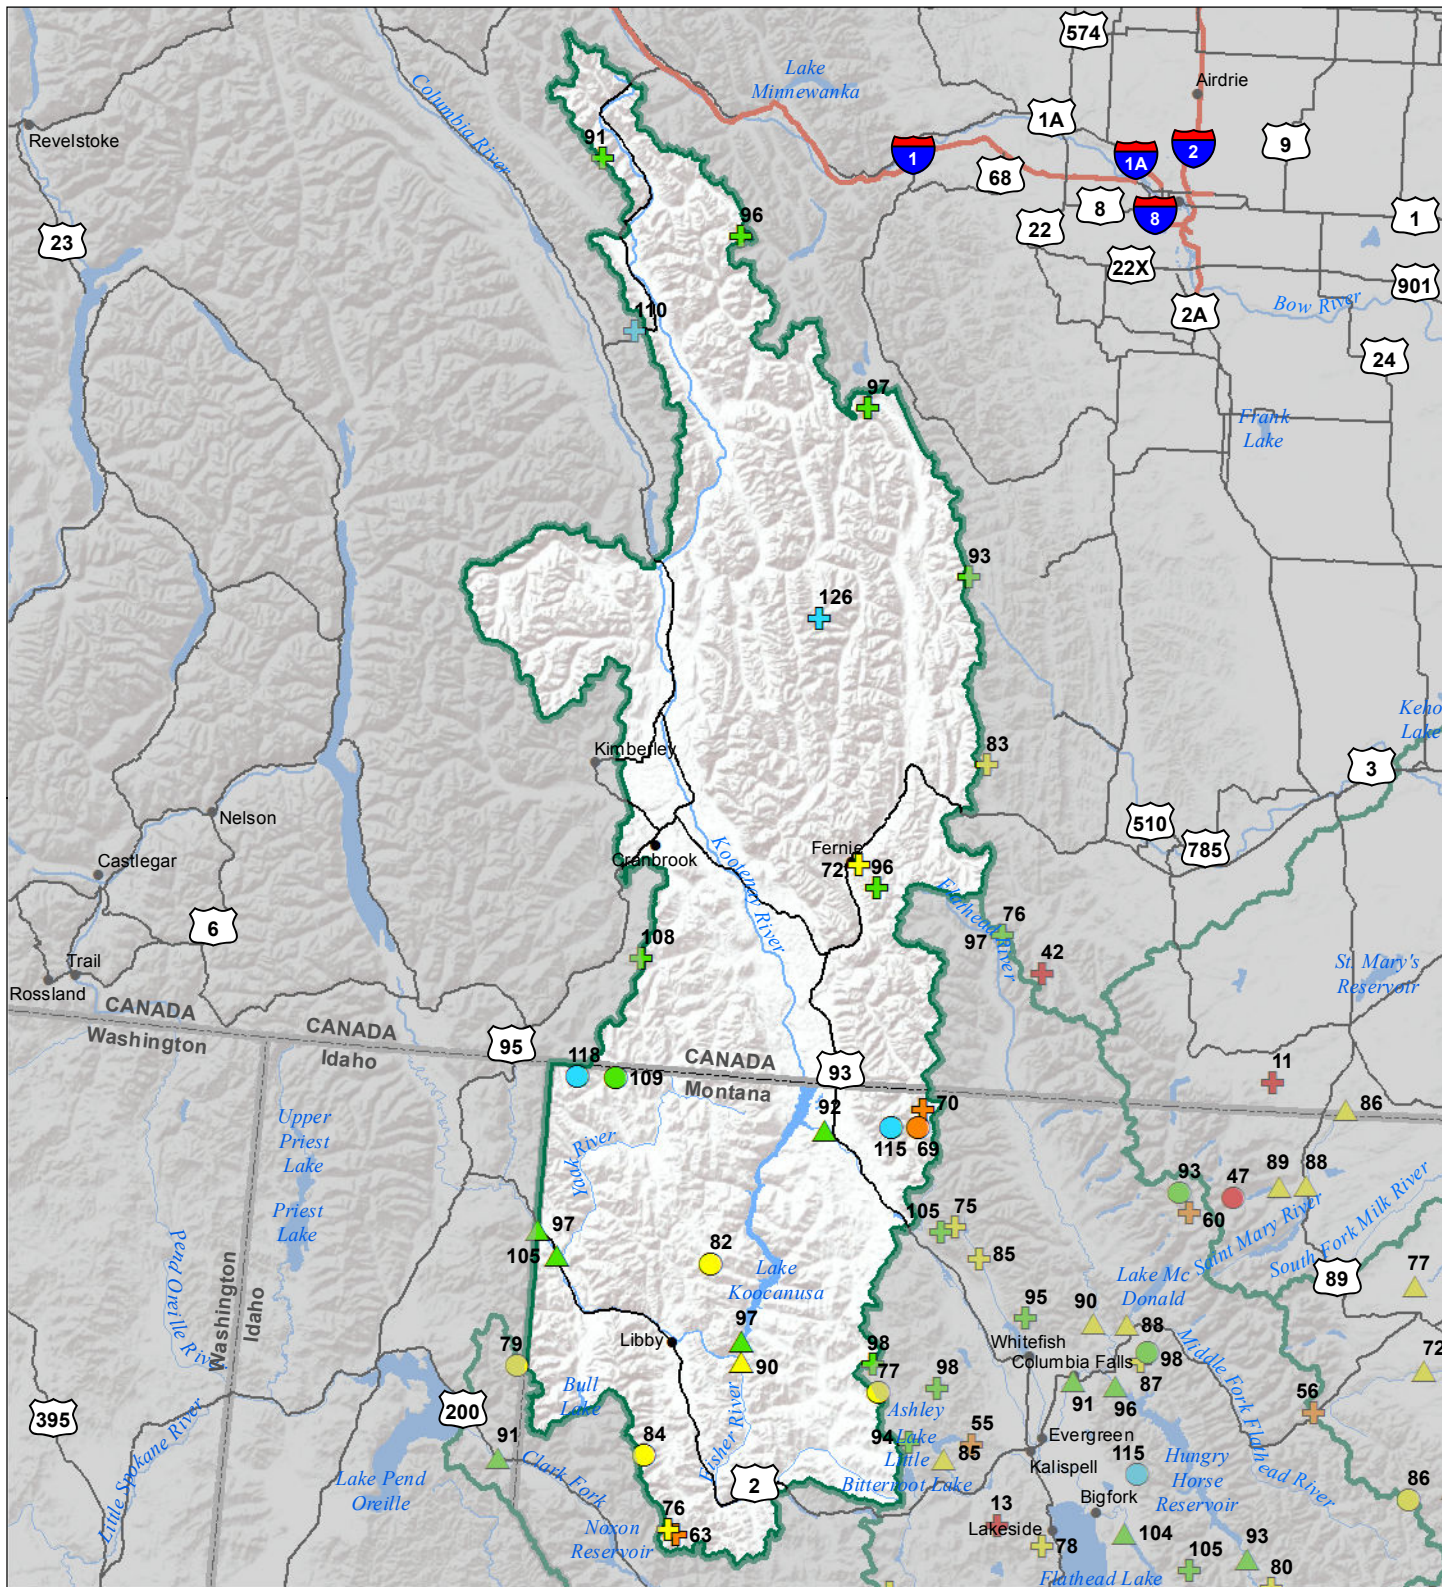 574
Airdrie
Lake
Minnewanka
Columbia River
1A
Revelstoke
91
1
1A
2
9
68
8
8
1
96
22
23
22X
901
Bow River
110
2A
24
97
Frank
Lake
93
126
Keho
Lake
Kimberley
83
3
Nelson
510
Kootenay River
785
Castlegar
Cranbrook
Fernie
72
96
Flathead River
6
76
97
108
42
St. Mary's
Reservoir
Trail
Rossland
CANADA
Washington
CANADA
Idaho
95
118
109
CANADA
Montana
93
11
70
86
92
115
69
Upper
Priest
Lake
Yaak River
Priest
Lake
93
47
89
88
60
Saint Mary River
South Fork Milk River
97
105
105
75
85
82
Lake
Koocanusa
Pend Oreille River
Washington
Idaho
89
77
Lake Mc
Donald
95
90
88
97
Libby
90
Whitefish
Columbia Falls
98
79
98
77
98
Middle Fork Flathead River
72
87
91
96
56
Bull
Lake
395
200
Fisher River
Ashley
Lake
Little
Bitterroot Lake
55
Evergreen
84
91
94
85
Kalispell
115
Hungry
Horse
Reservoir
Little Spokane River
Lake Pend
Oreille
Clark Fork
2
86
Bigfork
13
Lakeside
76
63
Noxon
Reservoir
78
104
93
105
80
Flathead Lake